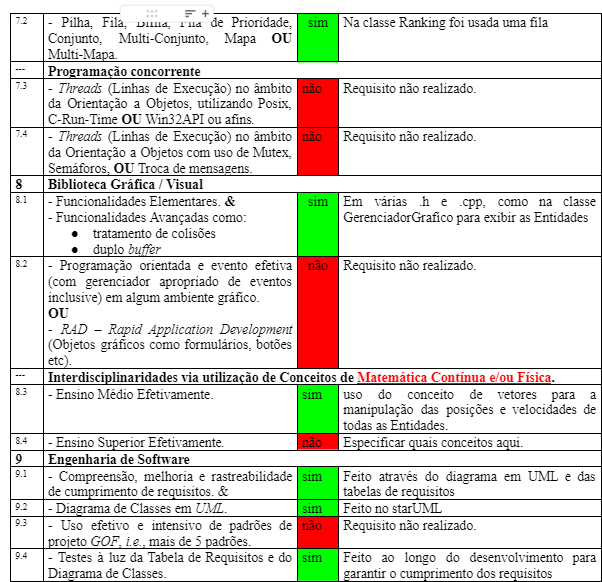 7.2 - Pilha, Fila, Bifila, Fila de Prioridade, sim Na classe Ranking foi usada uma fila
Conjunto, Multi-Conjunto, Mapa OU
Multi-Mapa.
--- Programação concorrente
7.3 - Threads (Linhas de Execução) no âmbito não Requisito não realizado.
da Orientação a Objetos, utilizando Posix,
C-Run-Time OU Win32API ou afins.
7.4 - Threads (Linhas de Execução) no âmbito não Requisito não realizado.
da Orientação a Objetos com uso de Mutex,
Semáforos, OU Troca de mensagens.
8 Biblioteca Gráfica / Visual
8.1 - Funcionalidades Elementares. & sim Em várias .h e .cpp, como na classe
- Funcionalidades Avançadas como: GerenciadorGrafico para exibir as Entidades
● tratamento de colisões
● duplo buffer
8.2 - Programação orientada e evento efetiva não Requisito não realizado.
(com gerenciador apropriado de eventos
inclusive) em algum ambiente gráfico.
OU
- RAD – Rapid Application Development
(Objetos gráficos como formulários, botões
etc).
--- Interdisciplinaridades via utilização de Conceitos de Matemática Contínua e/ou Física.
8.3 - Ensino Médio Efetivamente. sim uso do conceito de vetores para a
manipulação das posições e velocidades de
todas as Entidades.
8.4 - Ensino Superior Efetivamente. não Especificar quais conceitos aqui.
9 Engenharia de Software
9.1 - Compreensão, melhoria e rastreabilidade sim Feito através do diagrama em UML e das
de cumprimento de requisitos. & tabelas de requisitos
9.2 - Diagrama de Classes em UML. sim Feito no starUML
9.3 - Uso efetivo e intensivo de padrões de não Requisito não realizado.
projeto GOF, i.e., mais de 5 padrões.
9.4 - Testes à luz da Tabela de Requisitos e do sim Feito ao longo do desenvolvimento para
Diagrama de Classes. garantir o cumprimento dos requisitos